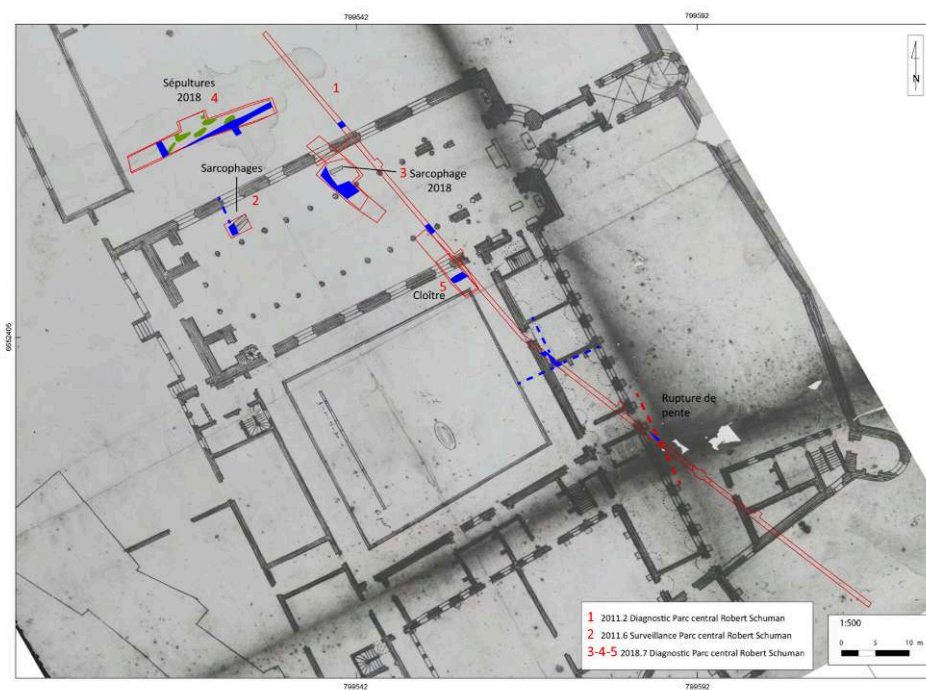 799542
799592
N
1
Sépultures
2018
4
Sarcophages
2
3
Sarcophage
2018
5
Cloître
6652406
Rupture de
pente
1 2011.2 Diagnostic Parc central Robert Schuman
2 2011.6 Surveillance Parc central Robert Schuman
3-4-5 2018.7 Diagnostic Parc central Robert Schuman
1:500
0 5 10 m
799542
799592